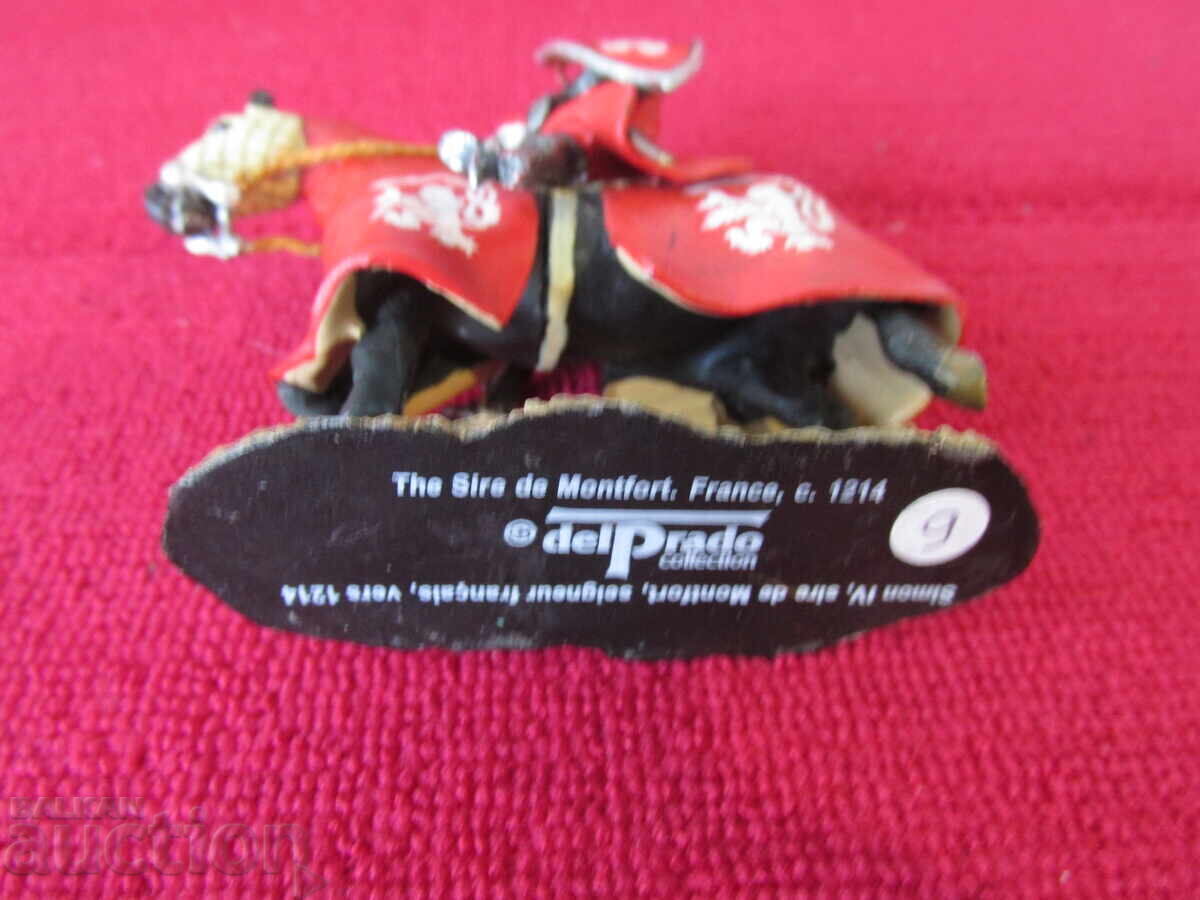 The Sire de Montfort. France, c. 1214
© delPrado
collection
Simon IV, sire de Montfort, seigneur français, vers 1214
9
BALKAN
auction